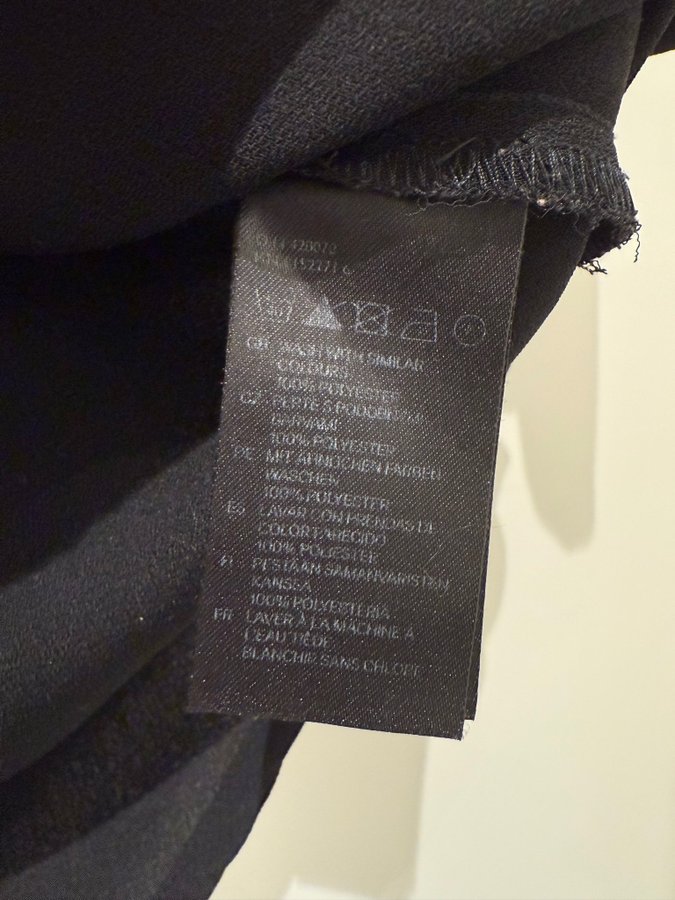 GB WASH WITH SIMILAR
COLOURS
100% POLYESTER
CZ PERTE S PODOBNÝMI
BARVAMI
100% POLYESTER
DE MIT ÄHNLICHEN FARBEN
WASCHEN
100% POLYESTER
ES LAVAR CON PRENDAS DE
COLOR PARECIDO
100% POLIESTER
FI PESTÄÄN SAMANVÄRISTEN
KANSSA
100% POLYESTERIÄ
FR LAVER À LA MACHINE À
L'EAU TIÈDE
BLANCHIR SANS CHLORE